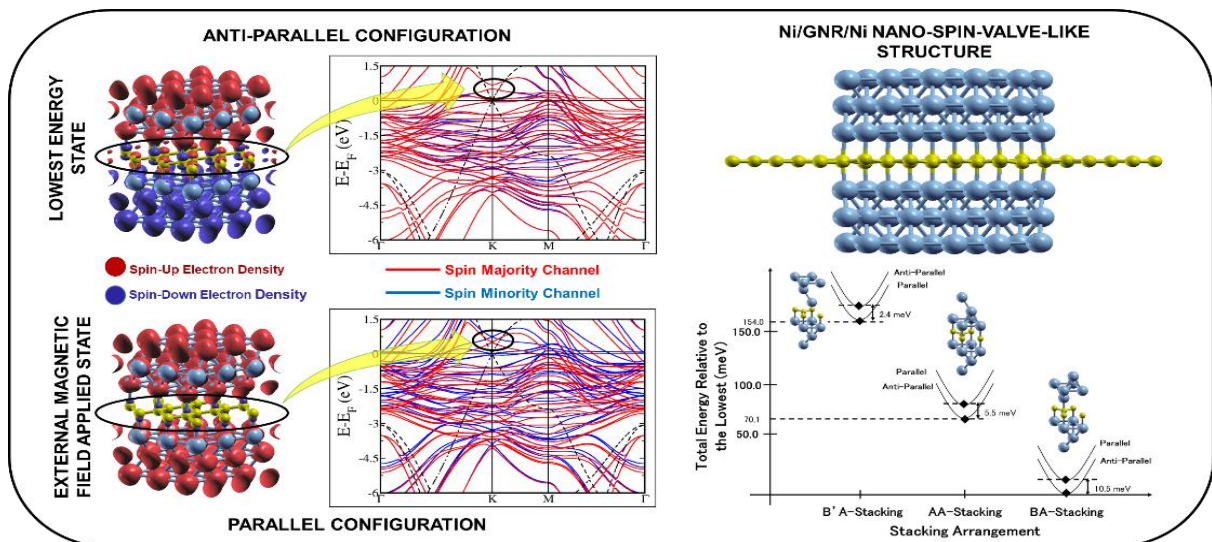 ANTI-PARALLEL CONFIGURATION
LOWEST ENERGY
STATE
1.5
0
-1.5
-3
-4.5
-6
E-E_F (eV)
Γ
K
M
Γ
Spin-Up Electron Density
Spin-Down Electron Density
Spin Majority Channel
Spin Minority Channel
EXTERNAL MAGNETIC
FIELD APPLIED STATE
1.5
0
-1.5
-3
-4.5
-6
E-E_F (eV)
Γ
K
M
Γ
PARALLEL CONFIGURATION
Ni/GNR/Ni NANO-SPIN-VALVE-LIKE
STRUCTURE
Total Energy Relative to
the Lowest (meV)
154.0
150.0
100.0
70.1
50.0
Anti-Parallel
Parallel
2.4 meV
Parallel
Anti-Parallel
5.5 meV
Parallel
Anti-Parallel
10.5 meV
B'A-Stacking
AA-Stacking
BA-Stacking
Stacking Arrangement